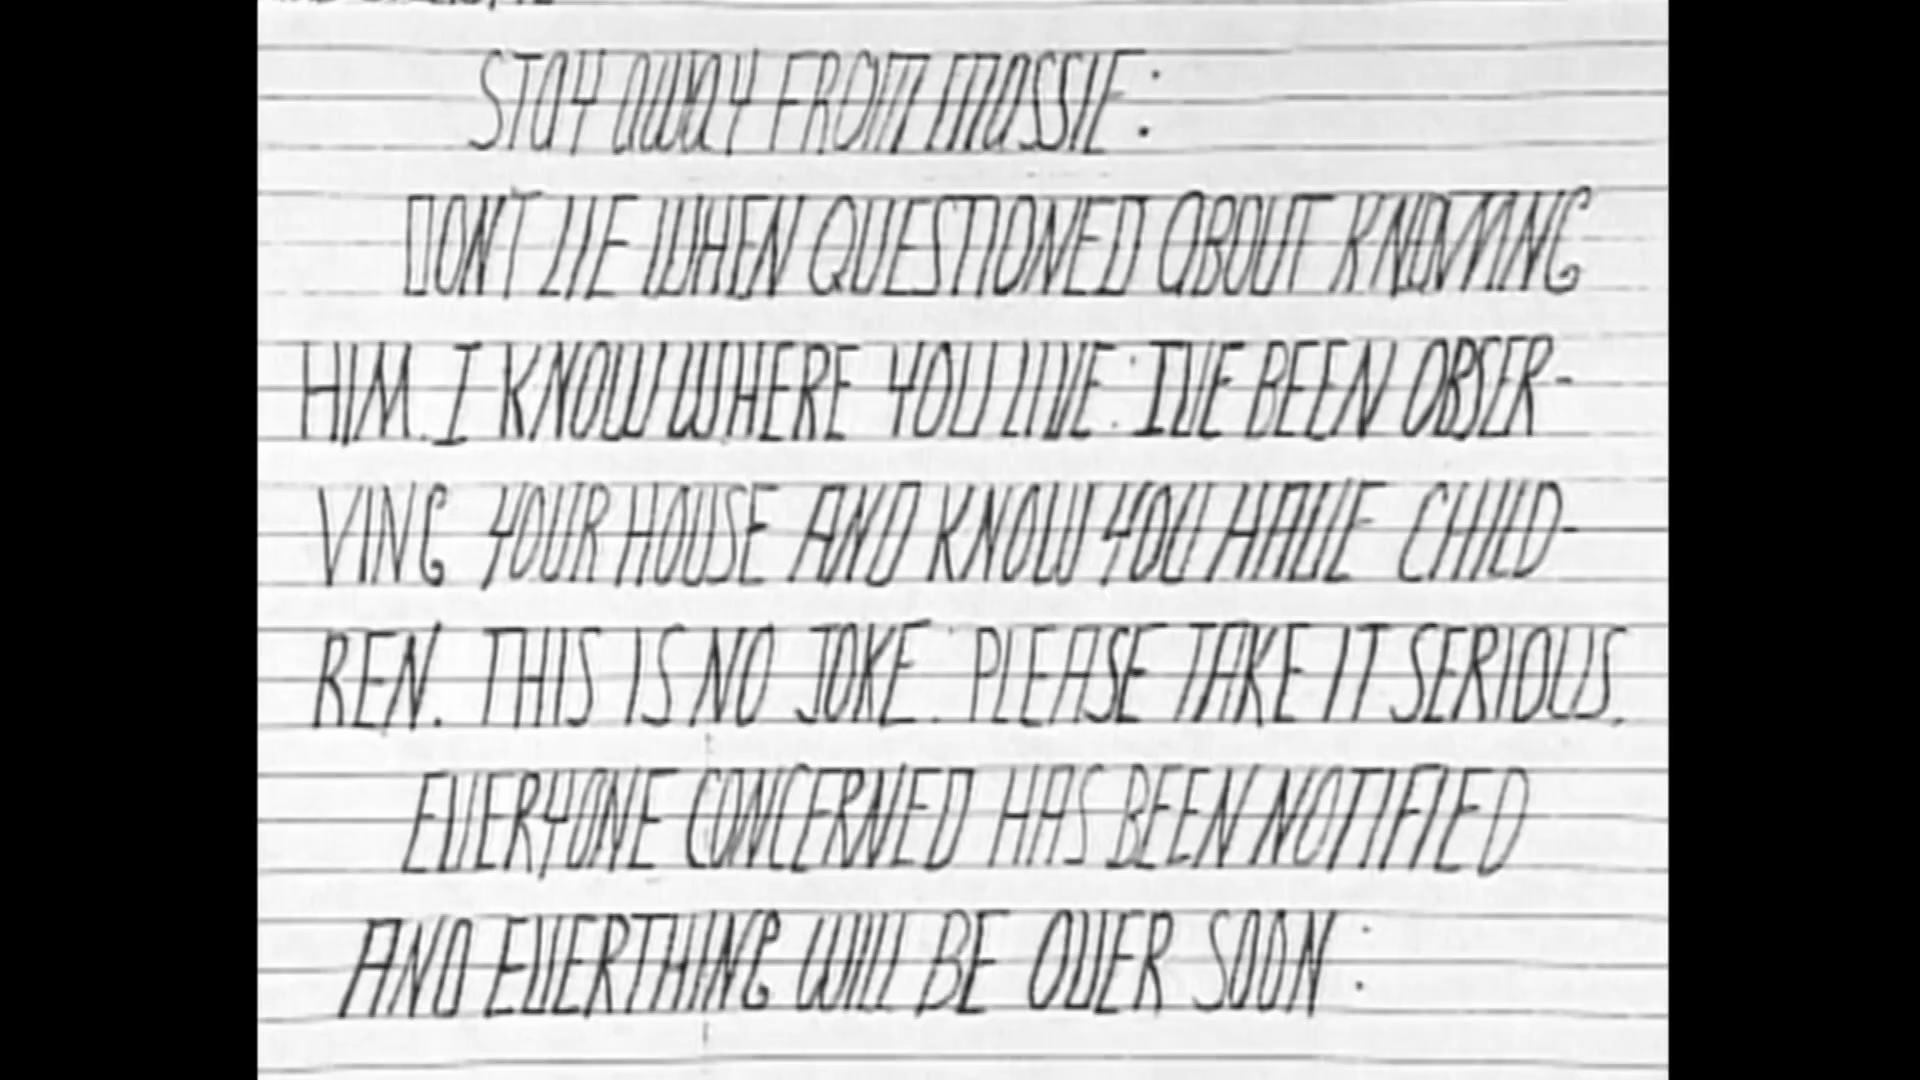 STAY AWAY FROM MASSIE:
DON'T LIE WHEN QUESTIONED ABOUT KNOWING
HIM. I KNOW WHERE YOU LIVE: I'VE BEEN OBSER-
VING YOUR HOUSE AND KNOW YOU HAVE CHILD-
REN. THIS IS NO JOKE. PLEASE TAKE IT SERIOUS.
EVERYONE CONCERNED HAS BEEN NOTIFIED
AND EVERTHING WILL BE OVER SOON: